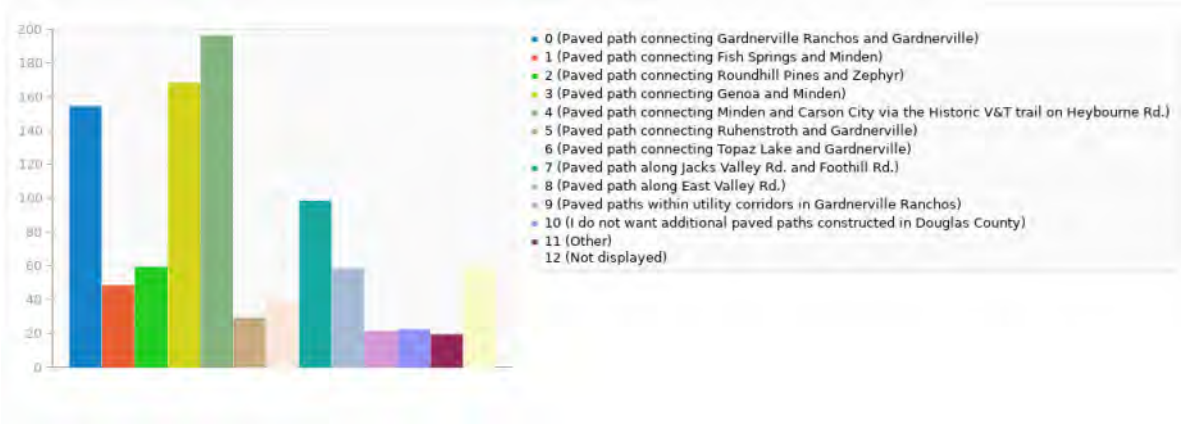 200
180
160
140
120
100
80
60
40
20
0
0 (Paved path connecting Gardnerville Ranchos and Gardnerville)
1 (Paved path connecting Fish Springs and Minden)
2 (Paved path connecting Roundhill Pines and Zephyr)
3 (Paved path connecting Genoa and Minden)
4 (Paved path connecting Minden and Carson City via the Historic V&T trail on Heybourne Rd.)
5 (Paved path connecting Ruhenstroth and Gardnerville)
6 (Paved path connecting Topaz Lake and Gardnerville)
7 (Paved path along Jacks Valley Rd. and Foothill Rd.)
8 (Paved path along East Valley Rd.)
9 (Paved paths within utility corridors in Gardnerville Ranchos)
10 (I do not want additional paved paths constructed in Douglas County)
11 (Other)
12 (Not displayed)